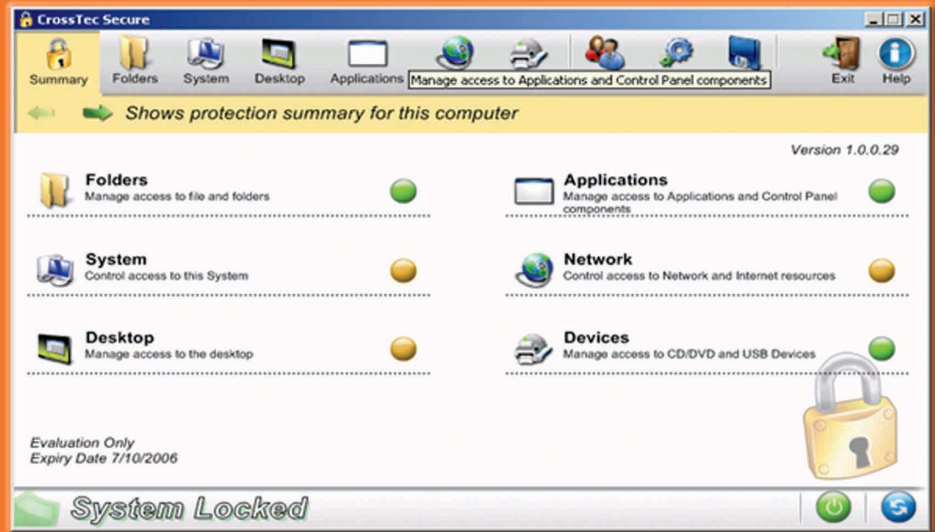 CrossTec Secure
Summary
Folders
System
Desktop
Applications
Manage access to Applications and Control Panel components
Exit
Help
Shows protection summary for this computer
Version 1.0.0.29
Folders
Manage access to file and folders
Applications
Manage access to Applications and Control Panel
components
System
Control access to this System
Network
Control access to Network and Internet resources
Desktop
Manage access to the desktop
Devices
Manage access to CD/DVD and USB Devices
Evaluation Only
Expiry Date 7/10/2006
System Locked